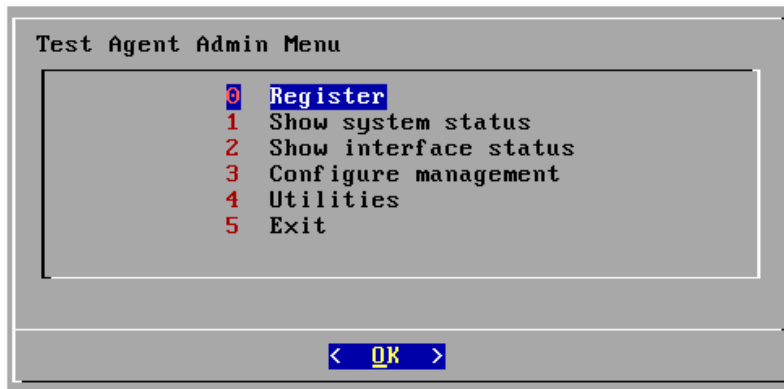 Test Agent Admin Menu
0 Register
1 Show system status
2 Show interface status
3 Configure management
4 Utilities
5 Exit
< OK >